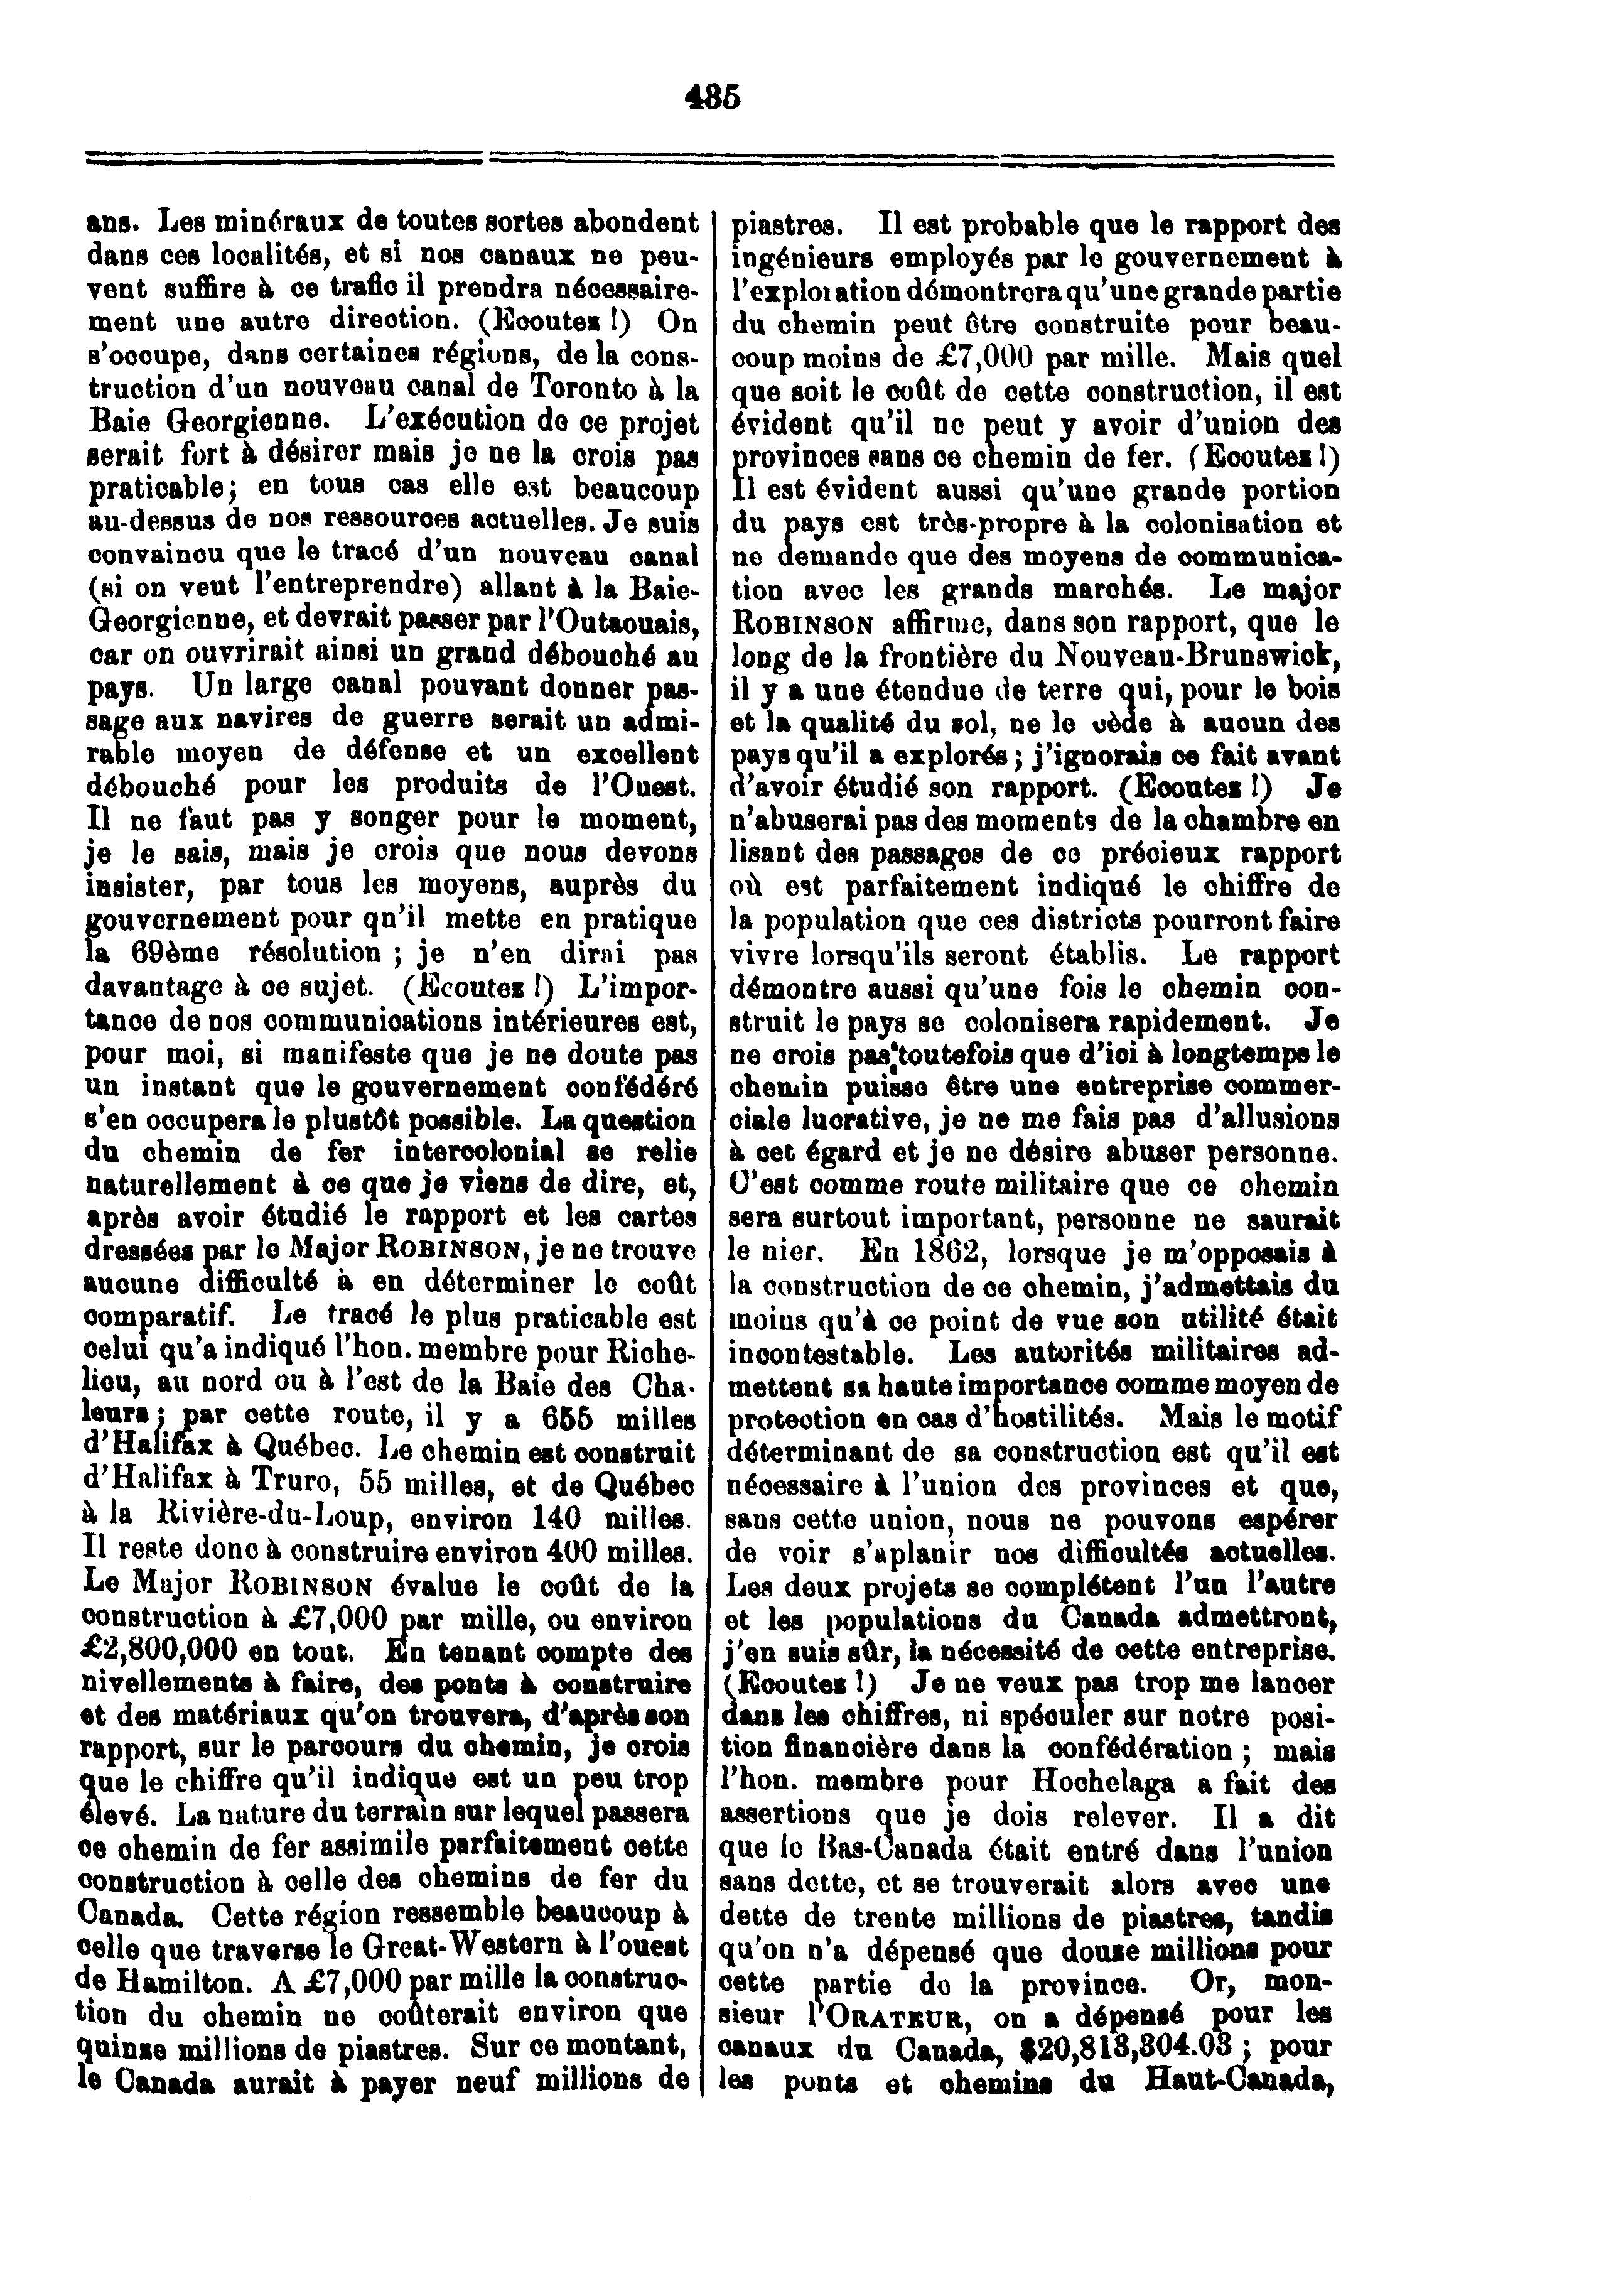 485
ans. Les minéraux de toutes sortes abondent
dans ces localités, et si nos canaux ne peu-
vent suffire à ce trafic il prendra nécessaire-
ment une autre direction. (Ecoutez !) On
s'occupe, dans certaines régions, de la cons-
truction d'un nouveau canal de Toronto à la
Baie Georgienne. L'exécution de ce projet
serait fort à désirer mais je ne la crois pas
praticable; en tous cas elle est beaucoup
au-dessus de nos ressources actuelles. Je suis
convaincu que le tracé d'un nouveau canal
(si on veut l'entreprendre) allant à la Baie-
Georgienne, et devrait passer par l'Outaouais,
car on ouvrirait ainsi un grand débouché au
pays. Un large canal pouvant donner pas-
sage aux navires de guerre serait un admi-
rable moyen de défense et un excellent
débouché pour les produits de l'Ouest.
Il ne faut pas y songer pour le moment,
je le sais, mais je crois que nous devons
insister, par tous les moyens, auprès du
gouvernement pour qn'il mette en pratique
la 69ème résolution ; je n'en dirai pas
davantage à ce sujet. (Ecoutez !) L'impor-
tance de nos communications intérieures est,
pour moi, si manifeste que je ne doute pas
un instant que le gouvernement confédéré
s'en occupera le plustôt possible. La question
du chemin de fer intercolonial se relie
naturellement à ce que je viens de dire, et,
après avoir étudié le rapport et les cartes
dressées par le Major ROBINSON, je ne trouve
aucune difficulté à en déterminer le coût
comparatif. Le tracé le plus praticable est
celui qu'a indiqué l'hon. membre pour Riche-
lieu, au nord ou à l'est de la Baie des Cha-
leurs ; par cette route, il y a 655 milles
d'Halifax à Québec. Le chemin est construit
d'Halifax à Truro, 55 milles, et de Québec
à la Rivière-du-Loup, environ 140 milles.
Il reste donc à construire environ 400 milles.
Le Major ROBINSON évalue le coût de la
construction à £7,000 par mille, ou environ
£2,800,000 en tout. En tenant compte des
nivellements à faire, des ponts à construire
et des matériaux qu'on trouvera, d'après son
rapport, sur le parcours du chemin, je crois
que le chiffre qu'il indique est un peu trop
élevé. La nature du terrain sur lequel passera
ce chemin de fer assimile parfaitement cette
construction à celle des chemins de fer du
Canada. Cette région ressemble beaucoup à
celle que traverse le Great-Western à l'ouest
de Hamilton. A £7,000 par mille la construc-
tion du chemin ne coûterait environ que
quinze millions de piastres. Sur ce montant,
le Canada aurait à payer neuf millions de
piastres. Il est probable que le rapport des
ingénieurs employés par le gouvernement à
l'exploration démontrera qu'une grande partie
du chemin peut être construite pour beau-
coup moins de £7,000 par mille. Mais quel
que soit le coût de cette construction, il est
évident qu'il ne peut y avoir d'union des
provinces sans ce chemin de fer. (Ecoutez !)
Il est évident aussi qu'une grande portion
du pays est très-propre à la colonisation et
ne demande que des moyens de communica-
tion avec les grands marchés. Le major
ROBINSON affirme, dans son rapport, que le
long de la frontière du Nouveau-Brunswick,
il y a une étendue de terre qui, pour le bois
et la qualité du sol, ne le cède à aucun des
pays qu'il a explorés ; j'ignorais ce fait avant
d'avoir étudié son rapport. (Ecoutez !) Je
n'abuserai pas des moments de la chambre en
lisant des passages de ce précieux rapport
où est parfaitement indiqué le chiffre de
la population que ces districts pourront faire
vivre lorsqu'ils seront établis. Le rapport
démontre aussi qu'une fois le chemin con-
struit le pays se colonisera rapidement. Je
ne crois pas toutefois que d'ici à longtemps le
chemin puisse être une entreprise commer-
ciale lucrative, je ne me fais pas d'allusions
à cet égard et je ne désire abuser personne.
C'est comme route militaire que ce chemin
sera surtout important, personne ne saurait
le nier. En 1862, lorsque je m'opposais à
la construction de ce chemin, j'admettais du
moins qu'à ce point de vue son utilité était
incontestable. Les autorités militaires ad-
mettent sa haute importance comme moyen de
protection en cas d'hostilités. Mais le motif
déterminant de sa construction est qu'il est
nécessaire à l'union des provinces et que,
sans cette union, nous ne pouvons espérer
de voir s'aplanir nos difficultés actuelles.
Les deux projets se complétent l'un l'autre
et les populations du Canada admettront,
j'en suis sûr, la nécessité de cette entreprise.
(Ecoutez !) Je ne veux pas trop me lancer
dans les chiffres, ni spéculer sur notre posi-
tion financière dans la confédération ; mais
l'hon. membre pour Hochelaga a fait des
assertions que je dois relever. Il a dit
que le Bas-Canada était entré dans l'union
sans dette, et se trouverait alors avec une
dette de trente millions de piastres, tandis
qu'on n'a dépensé que douze millions pour
cette partie de la province. Or, mon-
sieur l'ORATEUR, on a dépensé pour les
canaux du Canada, $20,813,304.03 ; pour
les ponts et chemins du Haut-Canada,